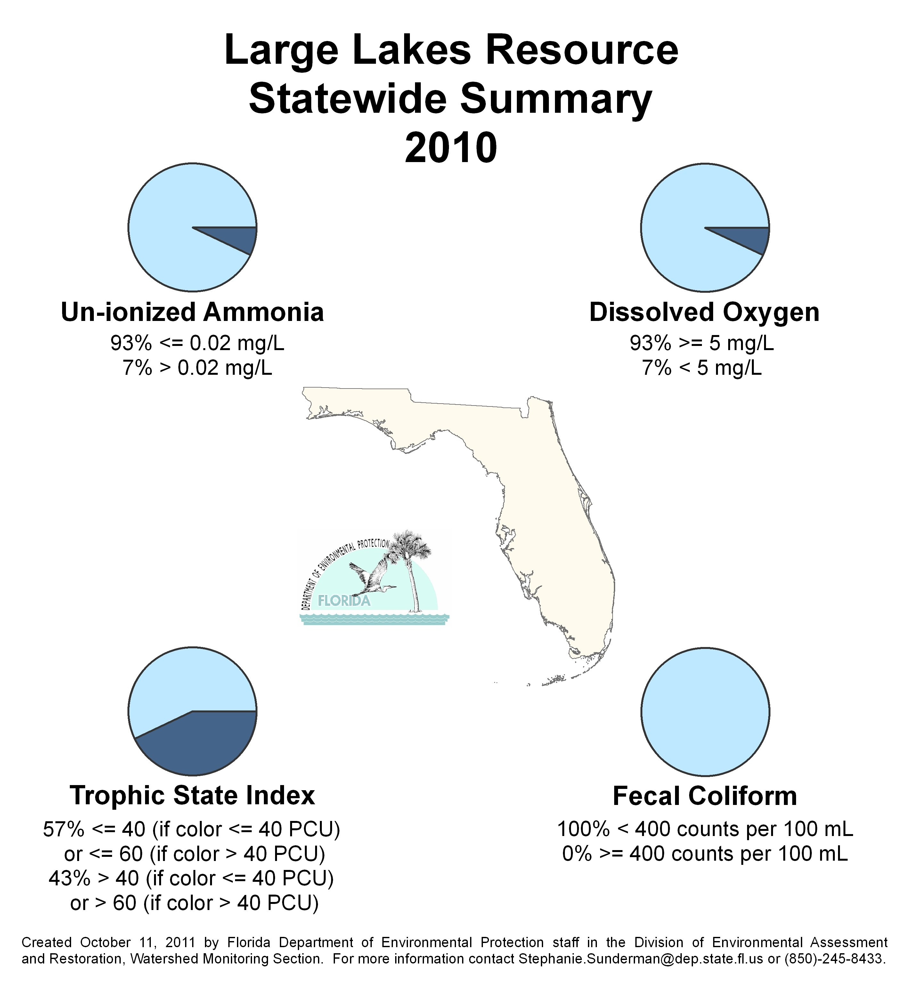 Large Lakes Resource
Statewide Summary
2010
Un-ionized Ammonia
93% <= 0.02 mg/L
7% > 0.02 mg/L
Dissolved Oxygen
93% >= 5 mg/L
7% < 5 mg/L
DEPARTMENT OF ENVIRONMENTAL PROTECTION
FLORIDA
Trophic State Index
57% <= 40 (if color <= 40 PCU)
or <= 60 (if color > 40 PCU)
43% > 40 (if color <= 40 PCU)
or > 60 (if color > 40 PCU)
Fecal Coliform
100% < 400 counts per 100 mL
0% >= 400 counts per 100 mL
Created October 11, 2011 by Florida Department of Environmental Protection staff in the Division of Environmental Assessment
and Restoration, Watershed Monitoring Section. For more information contact Stephanie.Sunderman@dep.state.fl.us or (850)-245-8433.